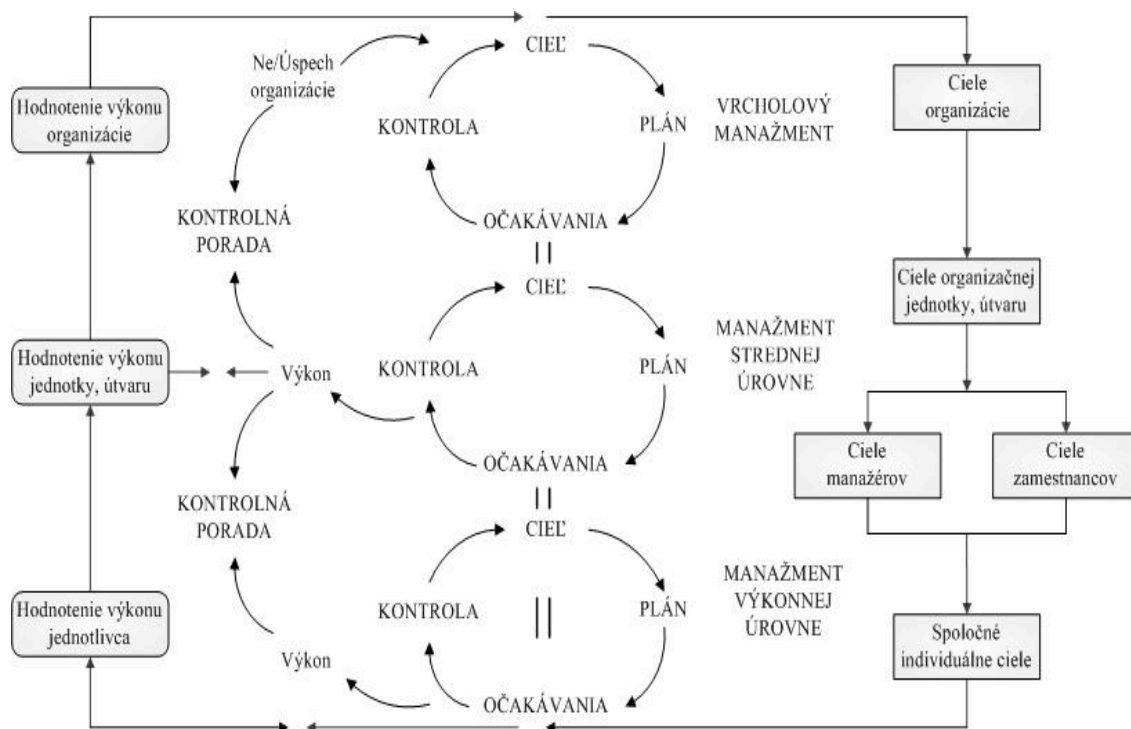 CIEĽ
Ne/Úspech
organizácie
Hodnotenie výkonu
organizácie
KONTROLA
PLÁN
VRCHOLOVÝ
MANAŽMENT
Ciele
organizácie
KONTROLNÁ
PORADA
OČAKÁVANIA
CIEĽ
Ciele organizačnej
jednotky, útvaru
Hodnotenie výkonu
jednotky, útvaru
Výkon
KONTROLA
PLÁN
MANAŽMENT
STREDNEJ
ÚROVNE
OČAKÁVANIA
Ciele
manažérov
Ciele
zamestnancov
KONTROLNÁ
PORADA
CIEĽ
Hodnotenie výkonu
jednotlivca
KONTROLA
PLÁN
MANAŽMENT
VÝKONNEJ
ÚROVNE
Spoločné
individuálne ciele
Výkon
OČAKÁVANIA